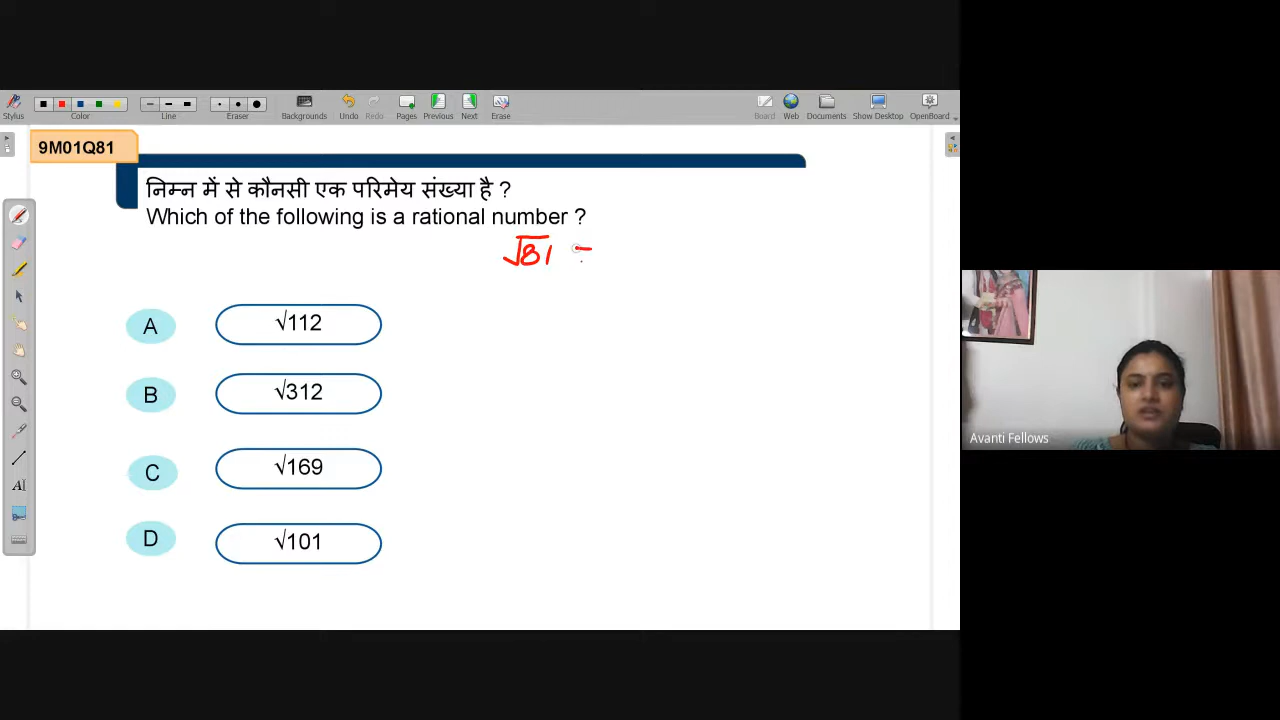 Stylus
Color
Line
Eraser
Backgrounds
Undo
Redo
Pages
Previous
Next
Erase
Board
Web
Documents
Show Desktop
OpenBoard
9M01Q81
निम्न में से कौनसी एक परिमेय संख्या है ?
Which of the following is a rational number ?
√81 =
A √112
B √312
C √169
D √101
Avanti Fellows